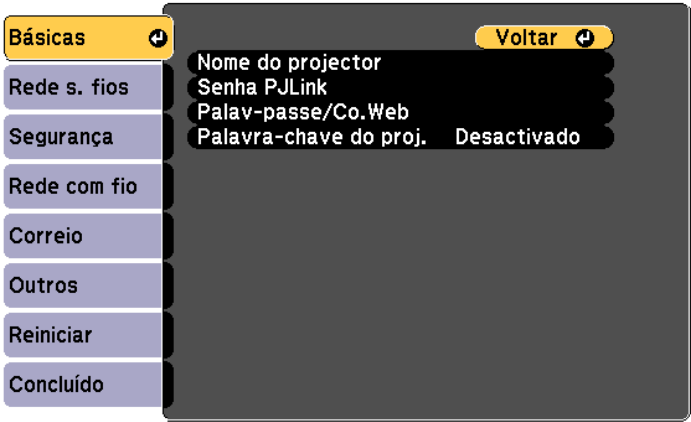 Básicas
Rede s. fios
Segurança
Rede com fio
Correio
Outros
Reiniciar
Concluído
Voltar
Nome do projector
Senha PJLink
Palav-passe/Co.Web
Palavra-chave do proj. Desactivado